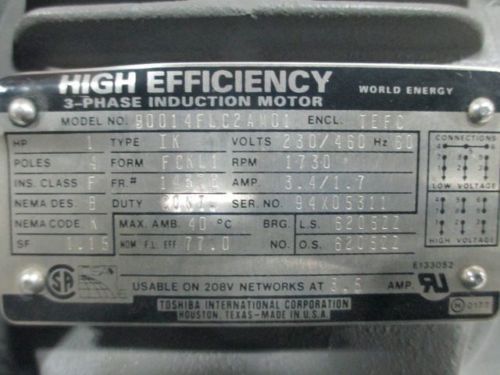 HIGH EFFICIENCY WORLD ENERGY
3-PHASE INDUCTION MOTOR
MODEL NO. ENCL. TEFC
HP 1 TYPE IK VOLTS 230/460 Hz 60 CONNECTIONS
POLES 4 FORM FCKL1 RPM 1730
INS. CLASS F FR.# AMP. 3.4/1.7 LOW VOLTAGE
NEMA DES. B DUTY CONT. SER. NO. 94X05311
NEMA CODE K MAX. AMB. 40 °C BRG. L.S. 6205ZZ HIGH VOLTAGE
SF 1.15 NOM. F.L. EFF 77.0 NO. O.S. 6205ZZ
E133052
USABLE ON 208V NETWORKS AT 3.6 AMP.
TOSHIBA INTERNATIONAL CORPORATION
HOUSTON, TEXAS-MADE IN U.S.A.